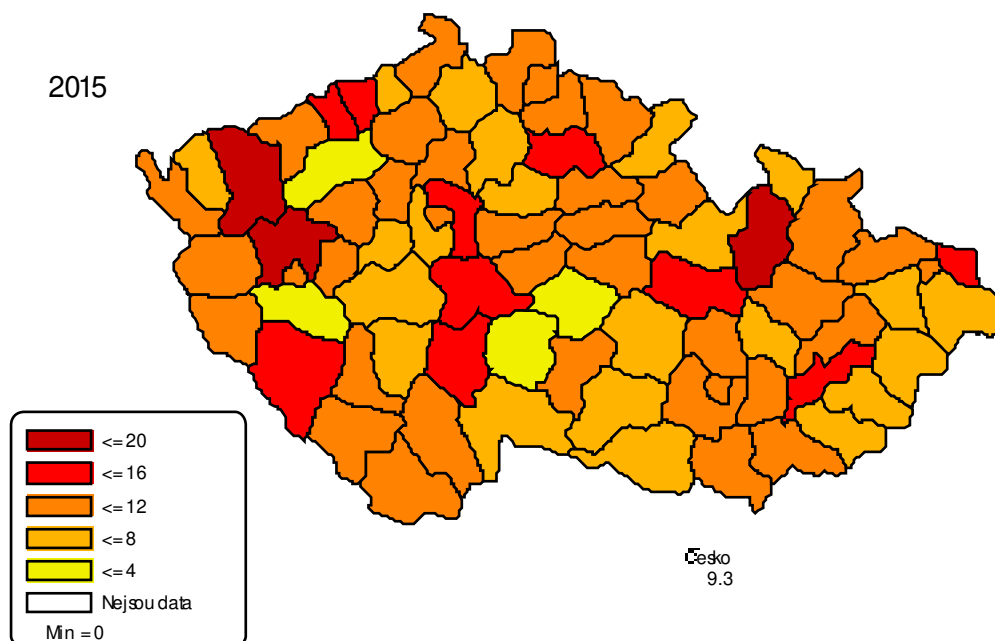 2015
<=20
<=16
<=12
<=8
<=4
Nejsou data
Min = 0
Česko
9.3